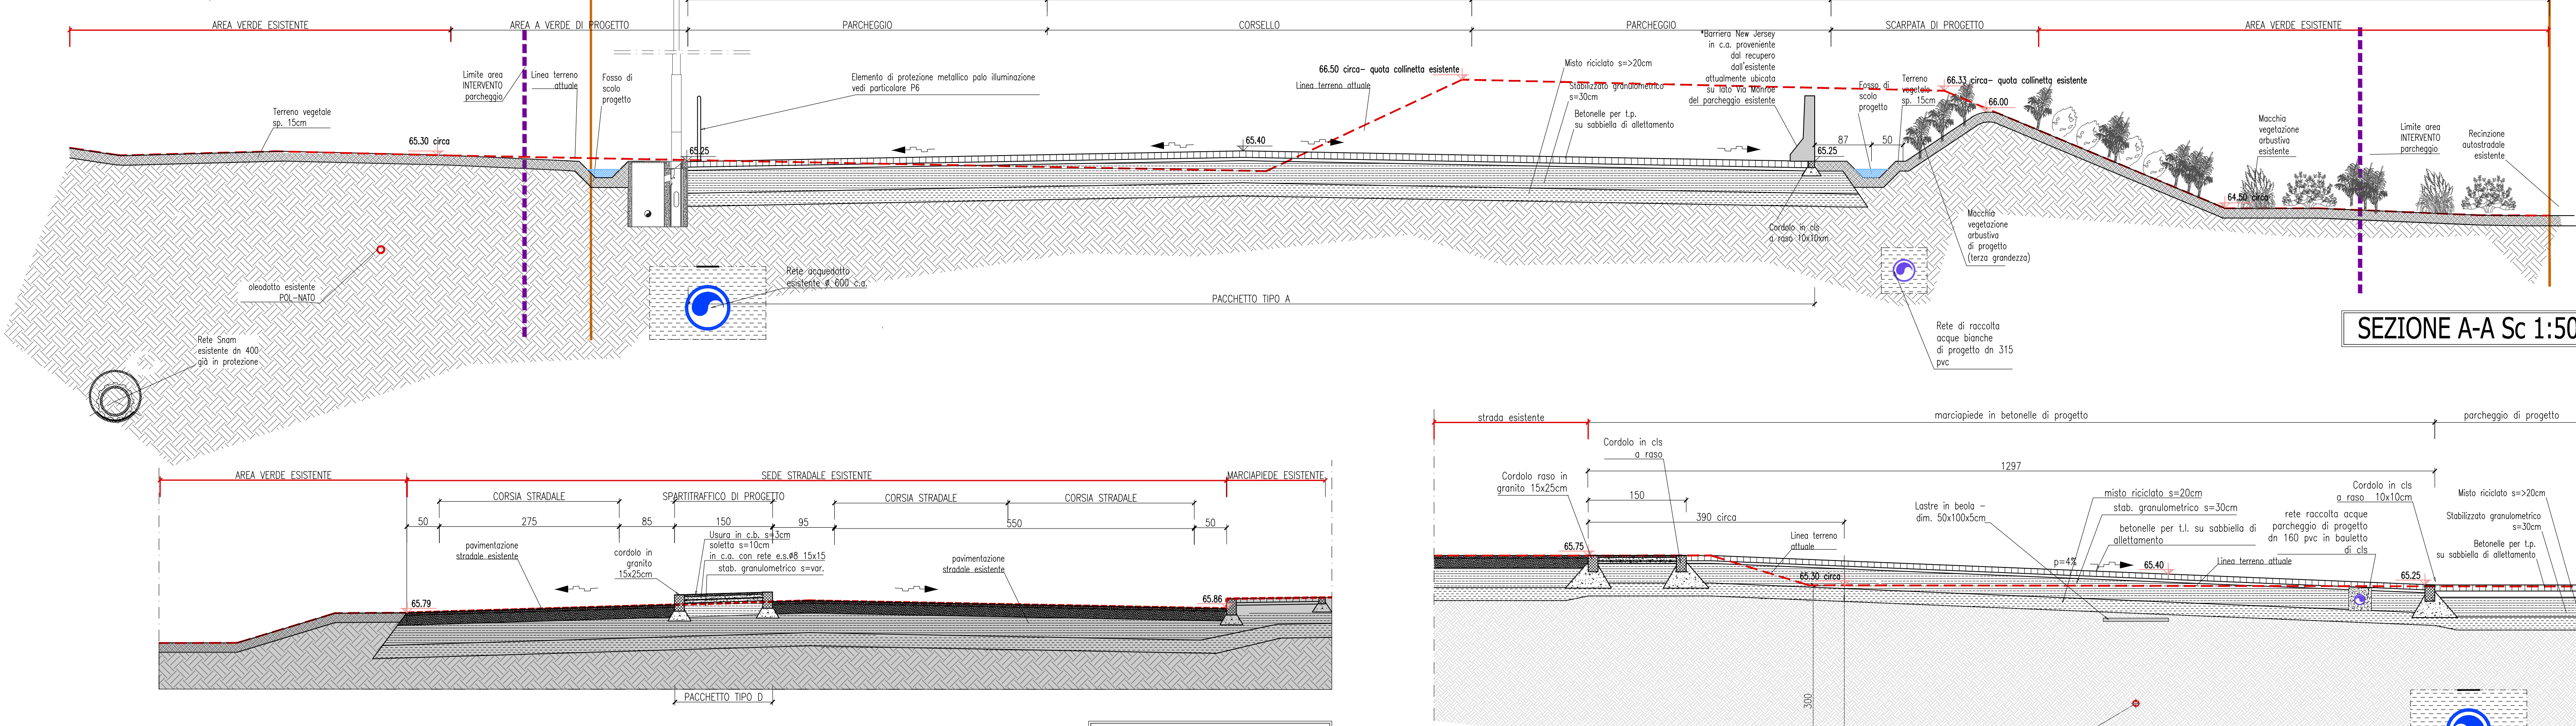 AREA VERDE ESISTENTE
AREA A VERDE DI PROGETTO
PARCHEGGIO
CORSELLO
PARCHEGGIO
SCARPATA DI PROGETTO
AREA VERDE ESISTENTE
Terreno vegetale
sp. 15cm
65.30 circa
Limite area
INTERVENTO
parcheggio
Linea terreno
attuale
Fosso di
scolo
progetto
65.25
Elemento di protezione metallico palo illuminazione
vedi particolare P6
65.40
66.50 circa- quota collinetta esistente
Linea terreno attuale
Misto riciclato s=>20cm
Stabilizzato granulometrico
s=30cm
Betonelle per t.p.
su sabbiella di allettamento
*Barriera New Jersey
in c.a. proveniente
dal recupero
dall'esistente
attualmente ubicata
su lato Via Monroe
del parcheggio esistente
87
50
65.25
Fosso di
scolo
progetto
Terreno
vegetale
sp. 15cm
66.33 circa- quota collinetta esistente
66.00
Macchia
vegetazione
arbustiva
esistente
Limite area
INTERVENTO
parcheggio
Recinzione
autostradale
esistente
64.50 circa
Cordolo in cls
a raso 10x10xm
Macchia
vegetazione
arbustiva
di progetto
(terza grandezza)
oleodotto esistente
POL-NATO
Rete acquedotto
esistente Ø 600 c.a.
PACCHETTO TIPO A
Rete di raccolta
acque bianche
di progetto dn 315
pvc
Rete Snam
esistente dn 400
già in protezione
SEZIONE A-A Sc 1:50
AREA VERDE ESISTENTE
SEDE STRADALE ESISTENTE
MARCIAPIEDE ESISTENTE
CORSIA STRADALE
SPARTITRAFFICO DI PROGETTO
CORSIA STRADALE
CORSIA STRADALE
50
275
85
150
95
550
50
pavimentazione
stradale esistente
cordolo in
granito
15x25cm
Usura in c.b. s=3cm
soletta s=10cm
in c.a. con rete e.s.Ø8 15x15
stab. granulometrico s=var.
pavimentazione
stradale esistente
65.79
65.86
PACCHETTO TIPO D
strada esistente
marciapiede in betonelle di progetto
parcheggio di progetto
Cordolo in cls
a raso
1297
Cordolo raso in
granito 15x25cm
150
390 circa
65.75
Linea terreno
attuale
65.30 circa
Lastre in beola -
dim. 50x100x5cm
misto riciclato s=20cm
stab. granulometrico s=30cm
betonelle per t.l. su sabbiella di
allettamento
p=4%
65.40
Linea terreno attuale
rete raccolta acque
parcheggio di progetto
dn 160 pvc in bauletto
di cls
Cordolo in cls
a raso 10x10cm
65.25
Misto riciclato s=>20cm
Stabilizzato granulometrico
s=30cm
Betonelle per t.p.
su sabbiella di allettamento
300